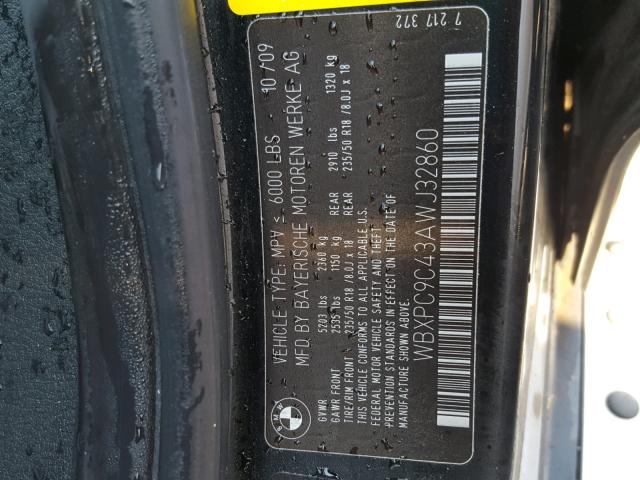 BMW
VEHICLE TYPE: MPV ≤ 6000 LBS 10/09
MFD. BY BAYERISCHE MOTOREN WERKE AG
GVWR 5203 lbs 2360 kg
GAWR FRONT 2535 lbs 1150 kg REAR 2910 lbs 1320 kg
TIRE/RIM FRONT 235/50 R18 /8.0J x 18 REAR 235/50 R18 /8.0J x 18
THIS VEHICLE CONFORMS TO ALL APPLICABLE U.S.
FEDERAL MOTOR VEHICLE SAFETY AND THEFT
PREVENTION STANDARDS IN EFFECT ON THE DATE OF
MANUFACTURE SHOWN ABOVE.
WBXPC9C43AWJ32860
7 217 372